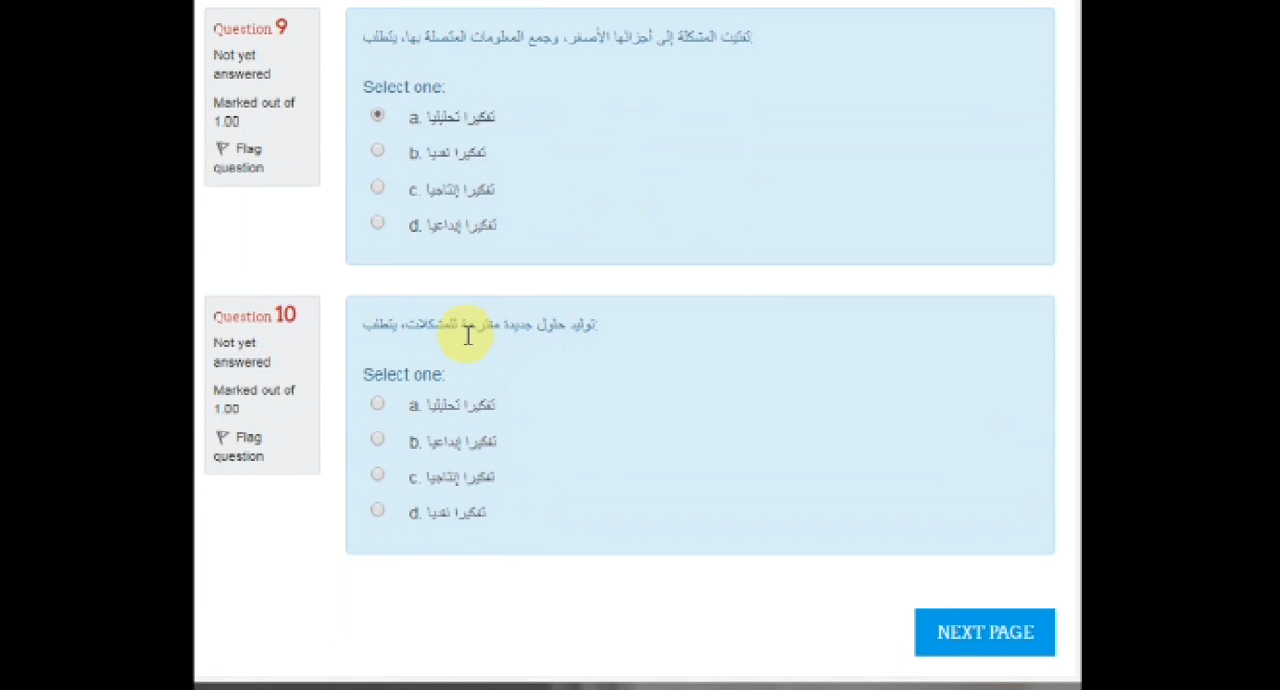 Question 9
Not yet
answered
Marked out of
1.00
Flag
question
تفتيت المشكلة إلى أجزائها الأصغر، وجمع المعلومات المتصلة بها، يتطلب:
Select one:
a. تفكيرا تحليليا
b. تفكيرا نقديا
c. تفكيرا إنتاجيا
d. تفكيرا إبداعيا
Question 10
Not yet
answered
Marked out of
1.00
Flag
question
توليد حلول جديدة مقترحة للمشكلات، يتطلب:
Select one:
a. تفكيرا تحليليا
b. تفكيرا إبداعيا
c. تفكيرا إنتاجيا
d. تفكيرا نقديا
NEXT PAGE